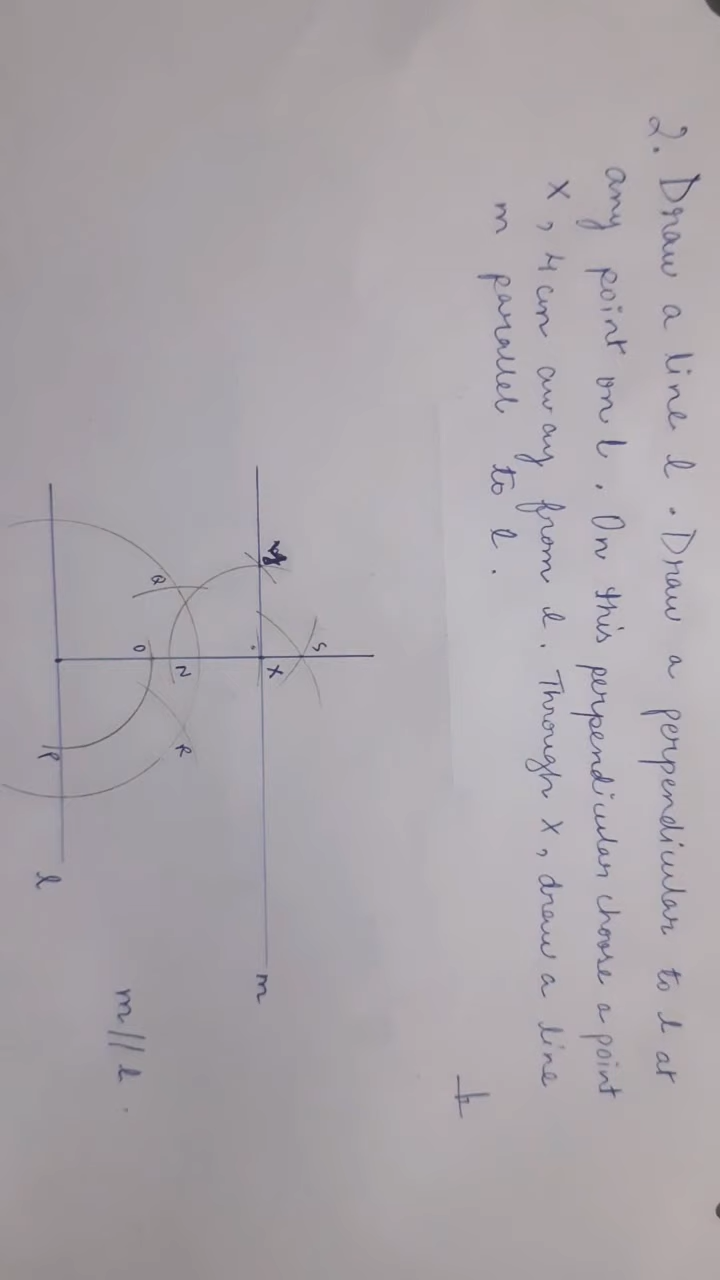 2. Draw a line l. Draw a perpendicular to l at
any point on l. On this perpendicular choose a point
X, 4 cm away from l. Through X, draw a line
m parallel to l.
S
X
m
Q
O
N
R
P
l
m // l.